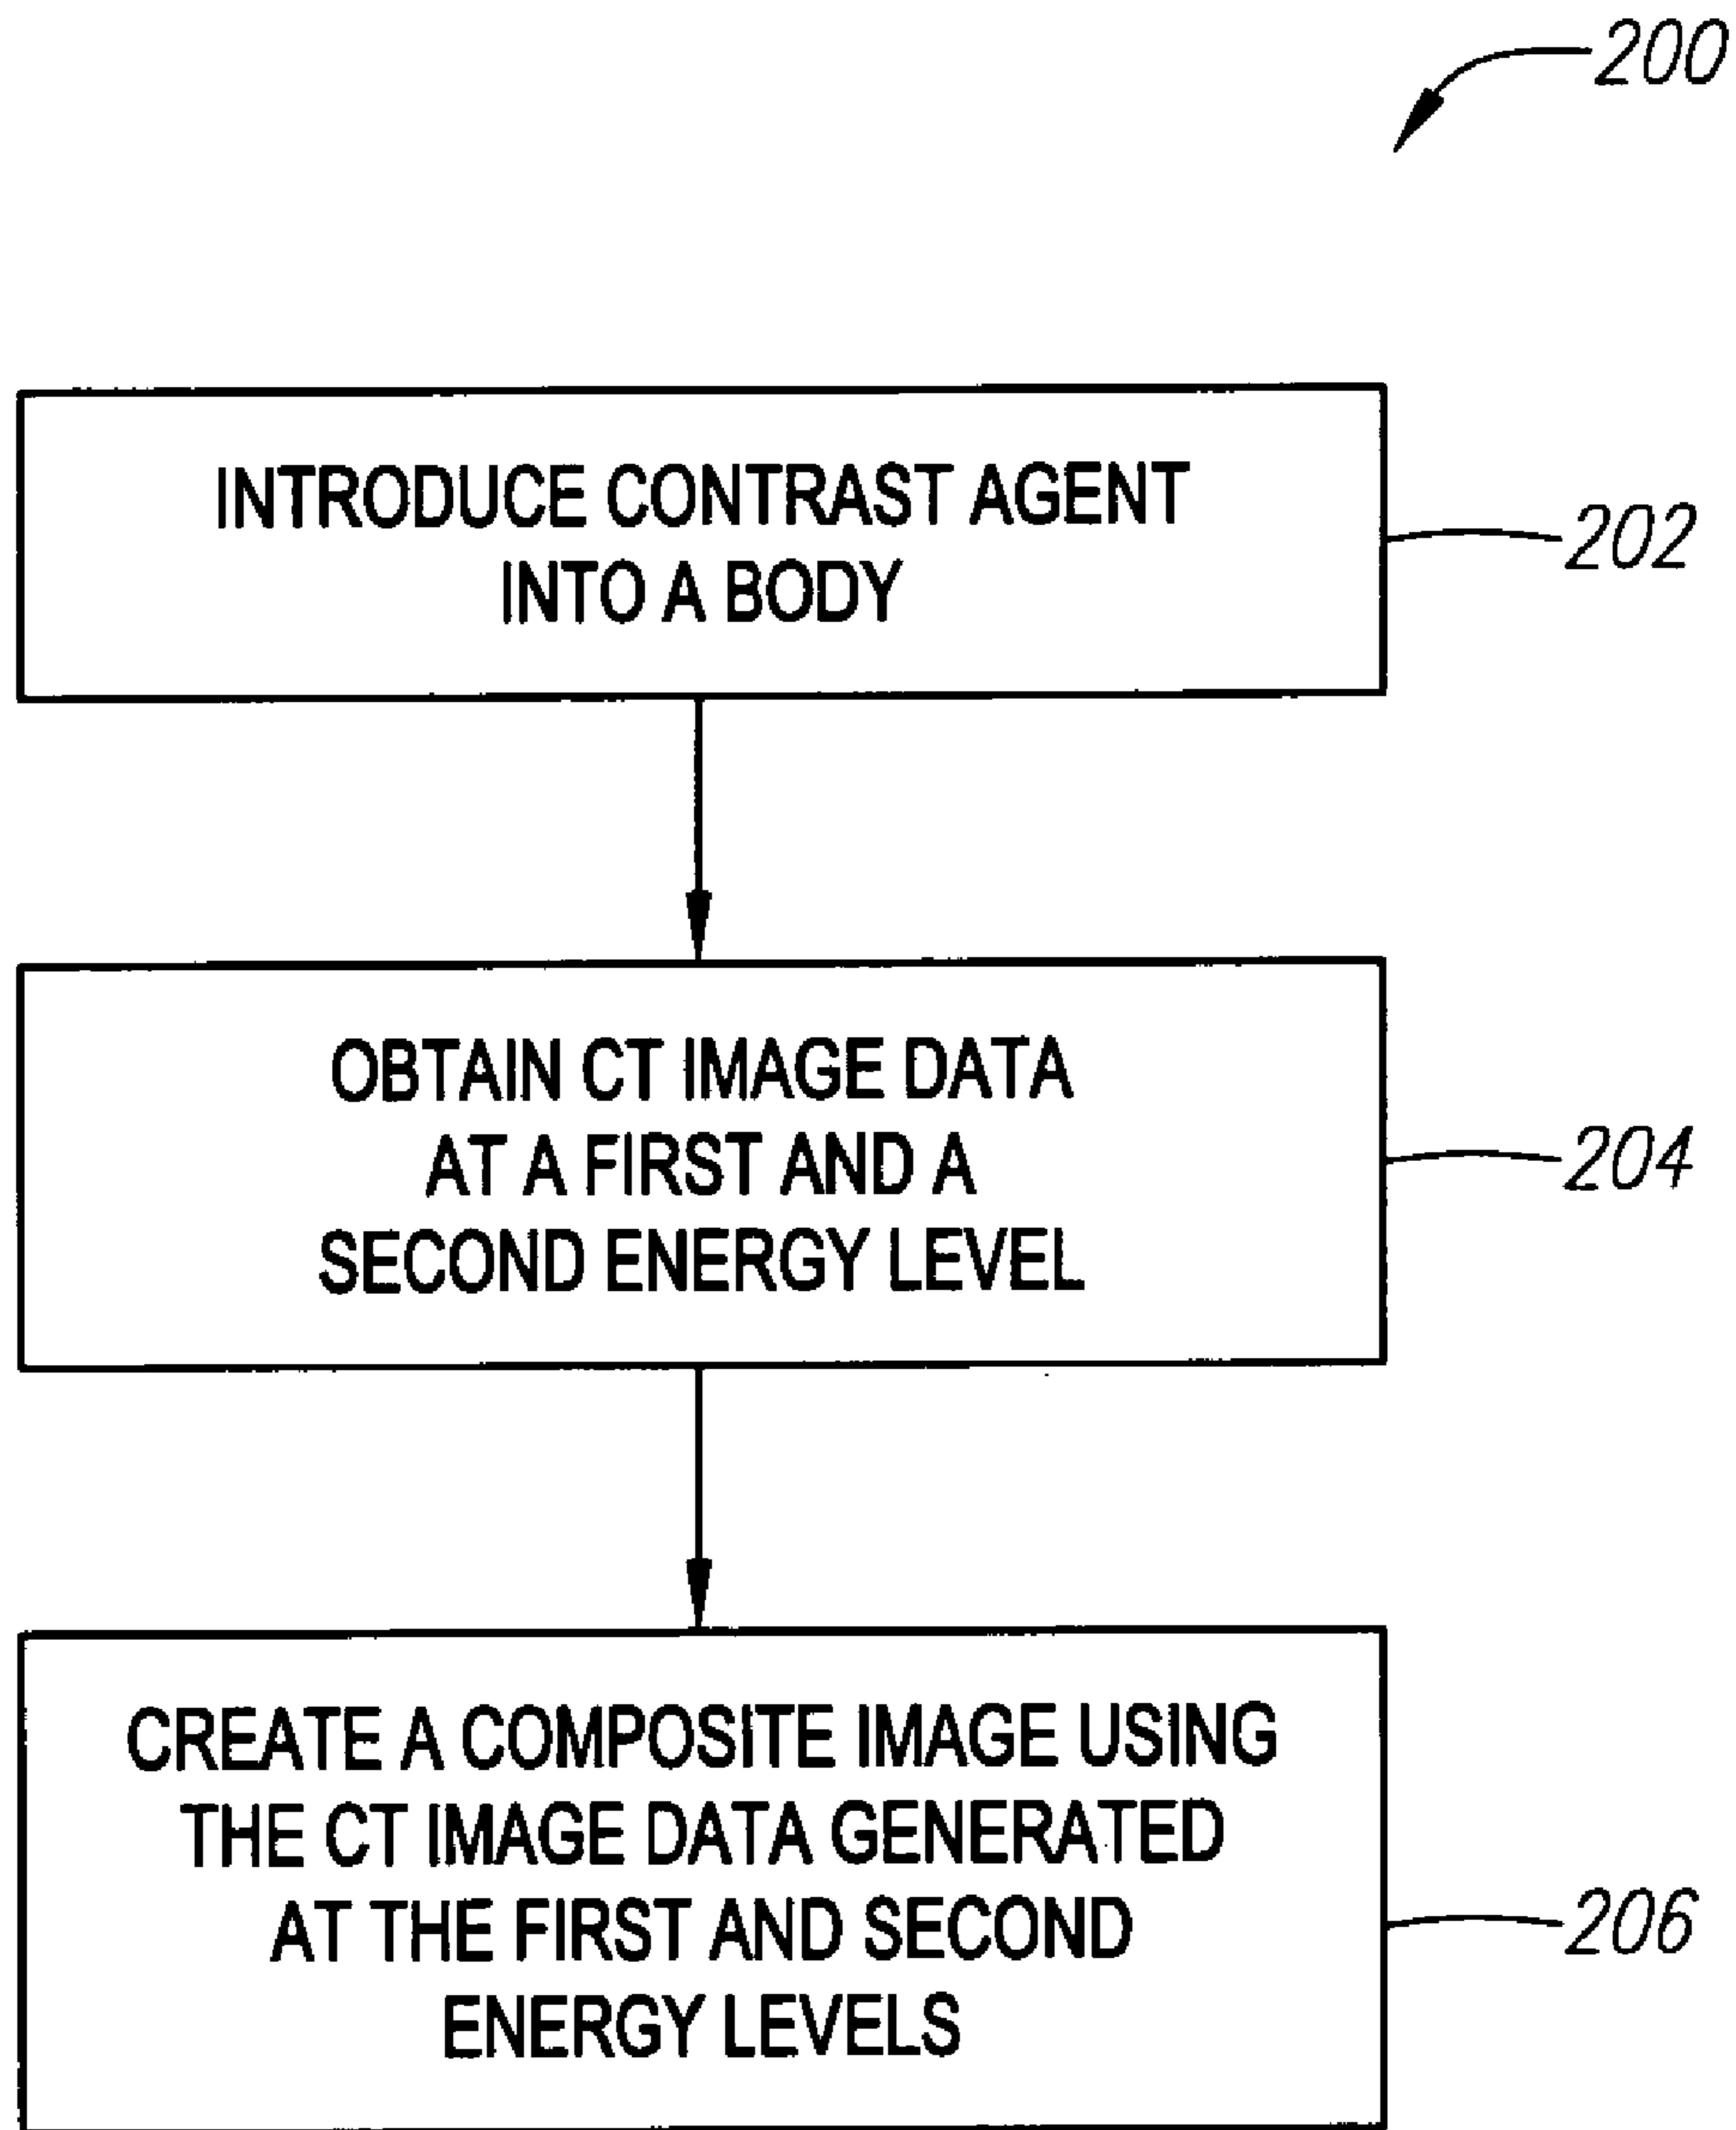 200
INTRODUCE CONTRAST AGENT
INTO A BODY
202
OBTAIN CT IMAGE DATA
AT A FIRST AND A
SECOND ENERGY LEVEL
204
CREATE A COMPOSITE IMAGE USING
THE CT IMAGE DATA GENERATED
AT THE FIRST AND SECOND
ENERGY LEVELS
206